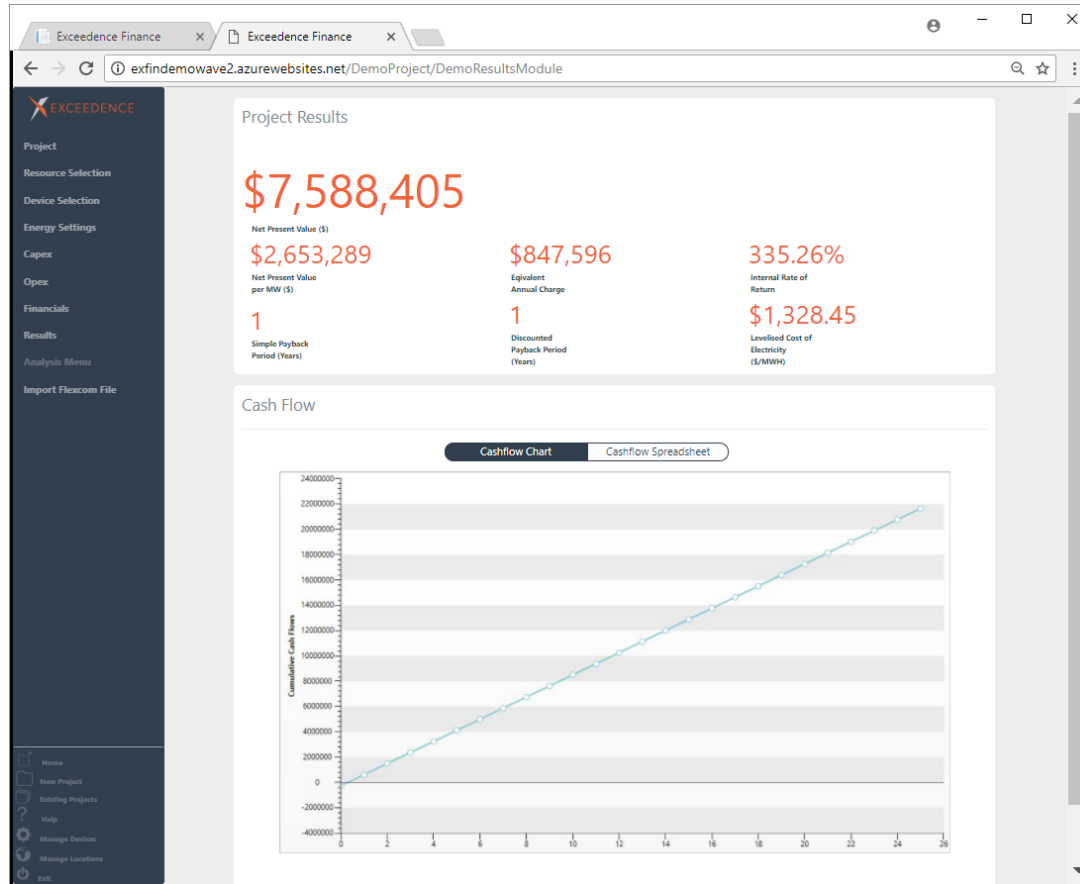 Exceedence Finance
Exceedence Finance
exfindemowave2.azurewebsites.net/DemoProject/DemoResultsModule
EXCEEDENCE
Project
Resource Selection
Device Selection
Energy Settings
Capex
Opex
Financials
Results
Analysis Menu
Import Flexcom File
Home
New Project
Existing Projects
Help
Manage Devices
Manage Locations
Exit
Project Results
$7,588,405
Net Present Value ($)
$2,653,289
Net Present Value
per MW ($)
$847,596
Eqivalent
Annual Charge
335.26%
Internal Rate of
Return
1
Simple Payback
Period (Years)
1
Discounted
Payback Period
(Years)
$1,328.45
Levelised Cost of
Electricity
($/MWH)
Cash Flow
Cashflow Chart
Cashflow Spreadsheet
Cumulative Cash Flows
24000000
22000000
20000000
18000000
16000000
14000000
12000000
10000000
8000000
6000000
4000000
2000000
0
-2000000
-4000000
0 2 4 6 8 10 12 14 16 18 20 22 24 26